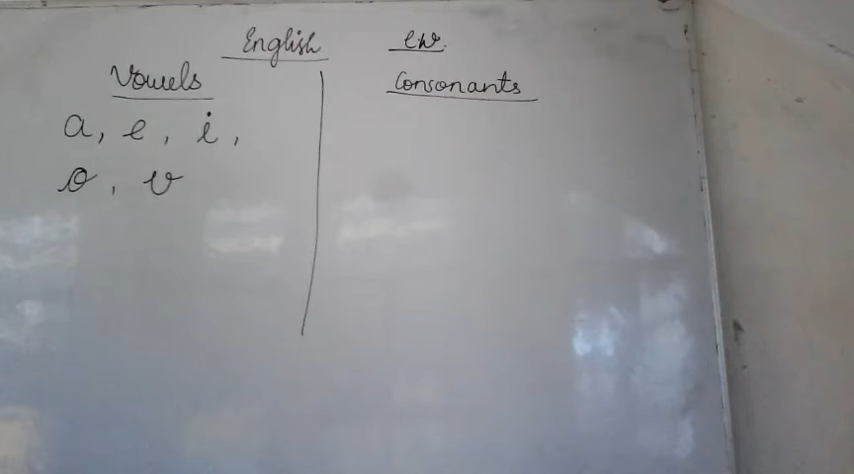 English c.w.
Vowels
Consonants
a, e, i,
o, u